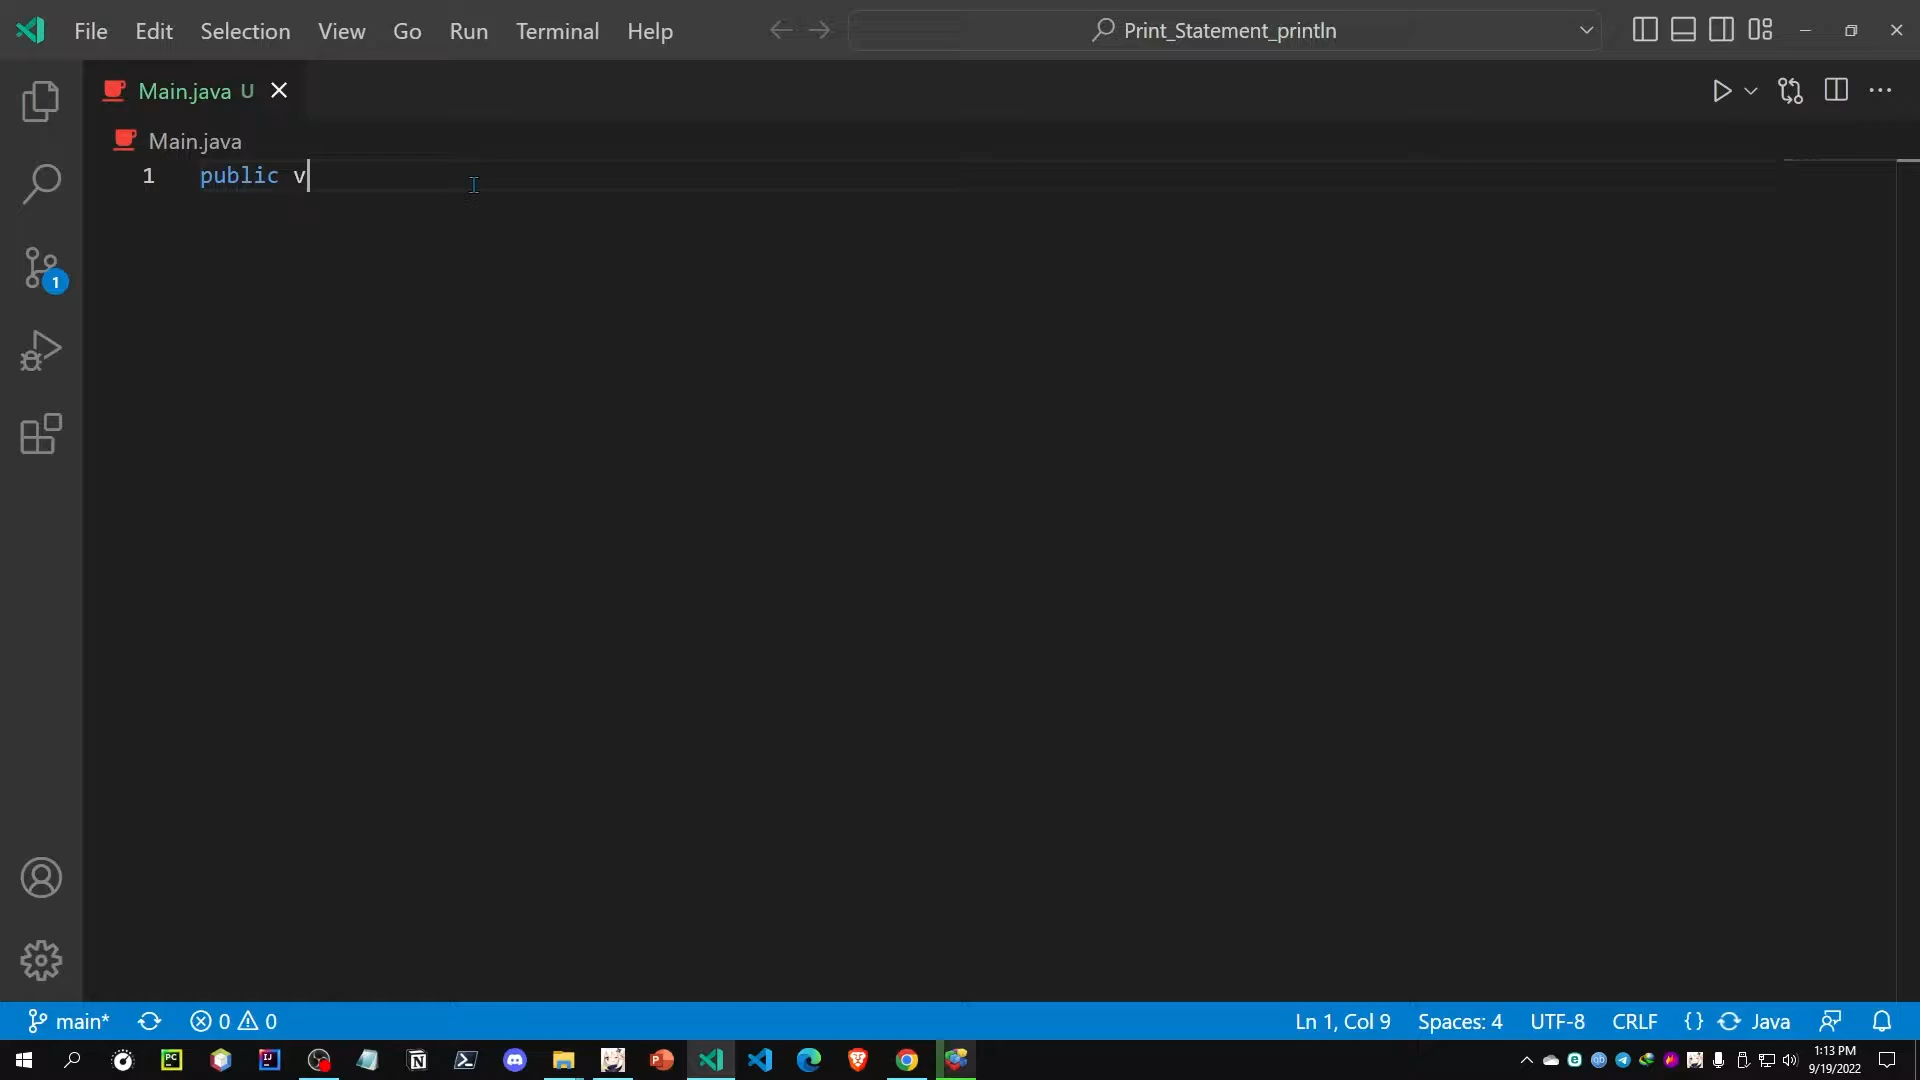 File Edit Selection View Go Run Terminal Help Print_Statement_println
Main.java U
Main.java
1 public v
1
main* 0 0 Ln 1, Col 9 Spaces: 4 UTF-8 CRLF {} Java
1:13 PM
9/19/2022